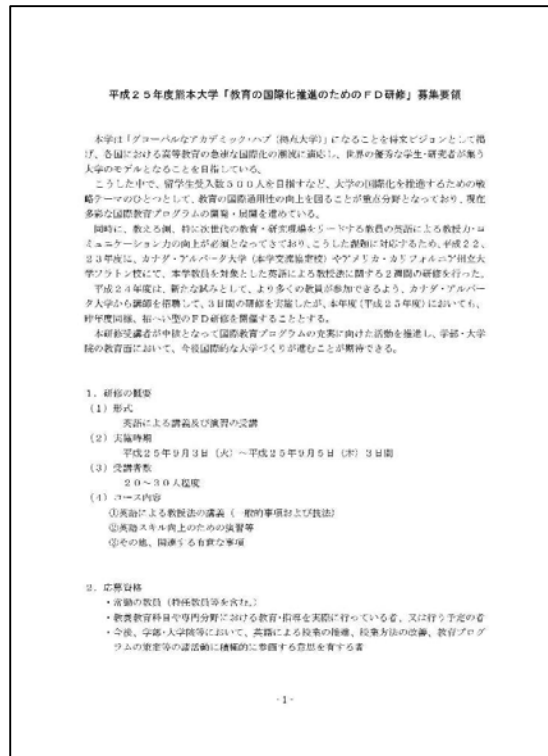 平成２５年度熊本大学「教育の国際化推進のためのＦＤ研修」募集要領
本学は「グローバルなアカデミック・ハブ（拠点大学）」になることを将来ビジョンとして掲
げ、各国における高等教育の急速な国際化の潮流に適応し、世界の優秀な学生・研究者が集う
大学のモデルとなることを目指している。
こうした中で、留学生受入数５００人を目指すなど、大学の国際化を推進するための戦
略テーマのひとつとして、教育の国際通用性の向上を図ることが重点分野となっており、現在
多彩な国際教育プログラムの開発・展開を進めている。
同時に、教える側、特に次世代の教育・研究現場をリードする教員の英語による教授力・コ
ミュニケーション力の向上が必須となってきており、こうした課題に対応するため、平成２２、
２３年度に、カナダ・アルバータ大学（本学交流協定校）やアメリカ・カリフォルニア州立大
学フラトン校にて、本学教員を対象とした英語による教授法に関する２週間の研修を行った。
平成２４年度は、新たな試みとして、より多くの教員が参加できるよう、カナダ・アルバー
タ大学から講師を招聘して、３日間の研修を実施したが、本年度（平成２５年度）においても、
昨年度同様、招へい型のＦＤ研修を開催することとする。
本研修受講者が中核となって国際教育プログラムの充実に向けた活動を推進し、学部・大学
院の教育面において、今後国際的な大学づくりが進むことが期待できる。
１．研修の概要
（１）形式
英語による講義及び演習の受講
（２）実施時期
平成２５年９月３日（火）～平成２５年９月５日（木）３日間
（３）受講者数
２０～３０人程度
（４）コース内容
①英語による教授法の講義（一般的事項および技法）
②英語スキル向上のための演習等
③その他、関連する有意な事項
２．応募資格
・常勤の教員（特任教員等を含む。）
・教養教育科目や専門分野における教育・指導を実際に行っている者、又は行う予定の者
・今後、学部・大学院等において、英語による授業の推進、授業方法の改善、教育プログ
ラムの策定等の諸活動に積極的に参画する意思を有する者
- 1 -